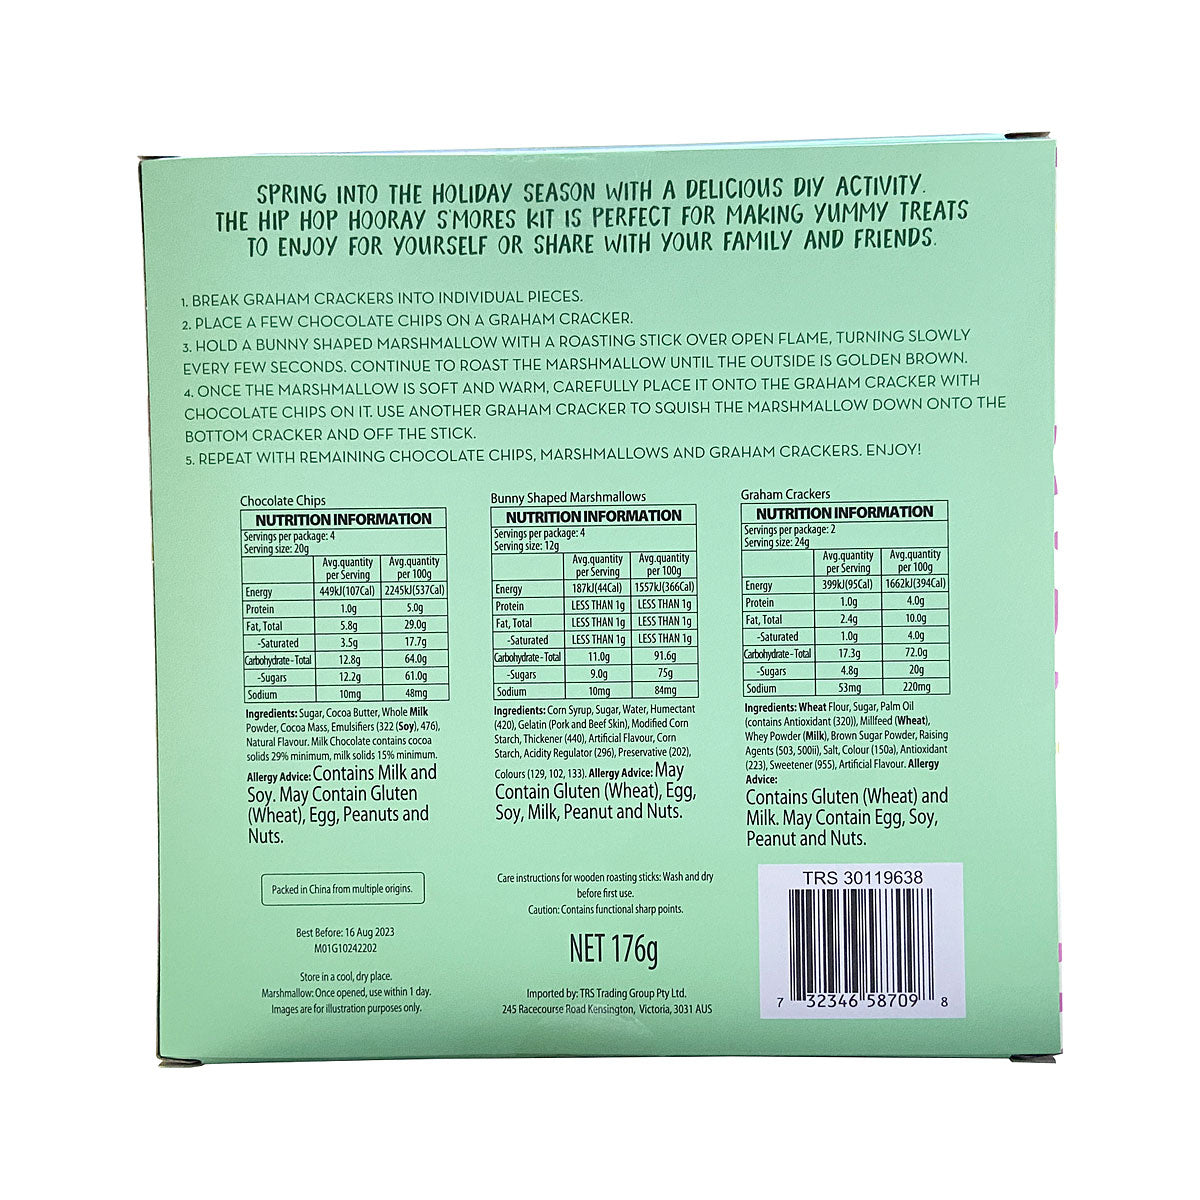 SPRING INTO THE HOLIDAY SEASON WITH A DELICIOUS DIY ACTIVITY.
THE HIP HOP HOORAY S'MORES KIT IS PERFECT FOR MAKING YUMMY TREATS
TO ENJOY FOR YOURSELF OR SHARE WITH YOUR FAMILY AND FRIENDS.
1. BREAK GRAHAM CRACKERS INTO INDIVIDUAL PIECES.
2. PLACE A FEW CHOCOLATE CHIPS ON A GRAHAM CRACKER.
3. HOLD A BUNNY SHAPED MARSHMALLOW WITH A ROASTING STICK OVER OPEN FLAME, TURNING SLOWLY
EVERY FEW SECONDS. CONTINUE TO ROAST THE MARSHMALLOW UNTIL THE OUTSIDE IS GOLDEN BROWN.
4. ONCE THE MARSHMALLOW IS SOFT AND WARM, CAREFULLY PLACE IT ONTO THE GRAHAM CRACKER WITH
CHOCOLATE CHIPS ON IT. USE ANOTHER GRAHAM CRACKER TO SQUISH THE MARSHMALLOW DOWN ONTO THE
BOTTOM CRACKER AND OFF THE STICK.
5. REPEAT WITH REMAINING CHOCOLATE CHIPS, MARSHMALLOWS AND GRAHAM CRACKERS. ENJOY!
Chocolate Chips
NUTRITION INFORMATION
Servings per package: 4
Serving size: 20g
Avg.quantity Avg.quantity
per Serving per 100g
Energy 449kJ(107Cal) 2245kJ(537Cal)
Protein 1.0g 5.0g
Fat, Total 5.8g 29.0g
-Saturated 3.5g 17.7g
Carbohydrate - Total 12.8g 64.0g
-Sugars 12.2g 61.0g
Sodium 10mg 48mg
Ingredients: Sugar, Cocoa Butter, Whole Milk
Powder, Cocoa Mass, Emulsifiers (322 (Soy), 476),
Natural Flavour. Milk Chocolate contains cocoa
solids 29% minimum, milk solids 15% minimum.
Allergy Advice: Contains Milk and
Soy. May Contain Gluten
(Wheat), Egg, Peanuts and
Nuts.
Bunny Shaped Marshmallows
NUTRITION INFORMATION
Servings per package: 4
Serving size: 12g
Avg.quantity Avg.quantity
per Serving per 100g
Energy 187kJ(44Cal) 1557kJ(366Cal)
Protein LESS THAN 1g LESS THAN 1g
Fat, Total LESS THAN 1g LESS THAN 1g
-Saturated LESS THAN 1g LESS THAN 1g
Carbohydrate - Total 11.0g 91.6g
-Sugars 9.0g 75g
Sodium 10mg 84mg
Ingredients: Corn Syrup, Sugar, Water, Humectant
(420), Gelatin (Pork and Beef Skin), Modified Corn
Starch, Thickener (440), Artificial Flavour, Corn
Starch, Acidity Regulator (296), Preservative (202),
Colours (129, 102, 133). Allergy Advice: May
Contain Gluten (Wheat), Egg,
Soy, Milk, Peanut and Nuts.
Graham Crackers
NUTRITION INFORMATION
Servings per package: 2
Serving size: 24g
Avg.quantity Avg.quantity
per Serving per 100g
Energy 399kJ(95Cal) 1662kJ(394Cal)
Protein 1.0g 4.0g
Fat, Total 2.4g 10.0g
-Saturated 1.0g 4.0g
Carbohydrate - Total 17.3g 72.0g
-Sugars 4.8g 20g
Sodium 53mg 220mg
Ingredients: Wheat Flour, Sugar, Palm Oil
(contains Antioxidant (320)), Millfeed (Wheat),
Whey Powder (Milk), Brown Sugar Powder, Raising
Agents (503, 500ii), Salt, Colour (150a), Antioxidant
(223), Sweetener (955), Artificial Flavour. Allergy
Advice:
Contains Gluten (Wheat) and
Milk. May Contain Egg, Soy,
Peanut and Nuts.
Packed in China from multiple origins.
Best Before: 16 Aug 2023
M01G10242202
Store in a cool, dry place.
Marshmallow: Once opened, use within 1 day.
Images are for illustration purposes only.
Care instructions for wooden roasting sticks: Wash and dry
before first use.
Caution: Contains functional sharp points.
NET 176g
Imported by: TRS Trading Group Pty Ltd.
245 Racecourse Road Kensington, Victoria, 3031 AUS
TRS 30119638
7 32346 58709 8